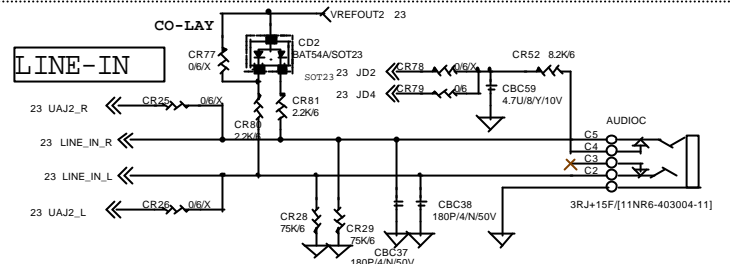 VREFOUT2 23
CO-LAY
CR77
0/6/X
CD2
BAT54A/SOT23
SOT23
LINE-IN
23 JD2
CR78
0/6/X
CR52 8.2K/6
23 JD4
CR79
0/6
CBC59
4.7U/8/Y/10V
23 UAJ2_R
CR25
0/6/X
CR80
2.2K/6
CR81
2.2K/6
AUDIOC
23 LINE_IN_R
C5
C4
C3
C2
23 LINE_IN_L
23 UAJ2_L
CR26
0/6/X
CR28
75K/6
CR29
75K/6
CBC38
180P/4/N/50V
CBC37
180P/4/N/50V
3RJ+15F/[11NR6-403004-11]